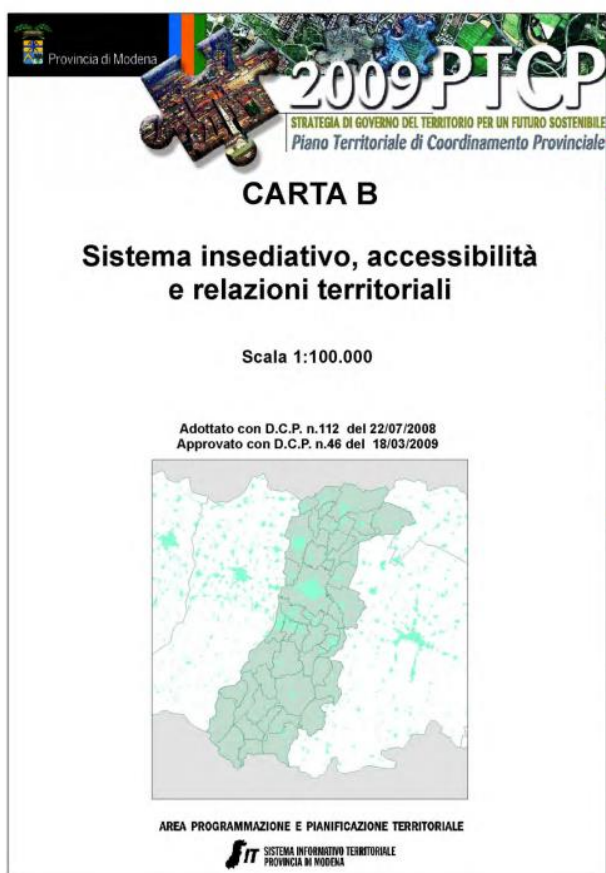 Provincia di Modena
2009 PTCP
STRATEGIA DI GOVERNO DEL TERRITORIO PER UN FUTURO SOSTENIBILE
Piano Territoriale di Coordinamento Provinciale
CARTA B
Sistema insediativo, accessibilità
e relazioni territoriali
Scala 1:100.000
Adottato con D.C.P. n.112 del 22/07/2008
Approvato con D.C.P. n.46 del 18/03/2009
AREA PROGRAMMAZIONE E PIANIFICAZIONE TERRITORIALE
SIT SISTEMA INFORMATIVO TERRITORIALE
PROVINCIA DI MODENA